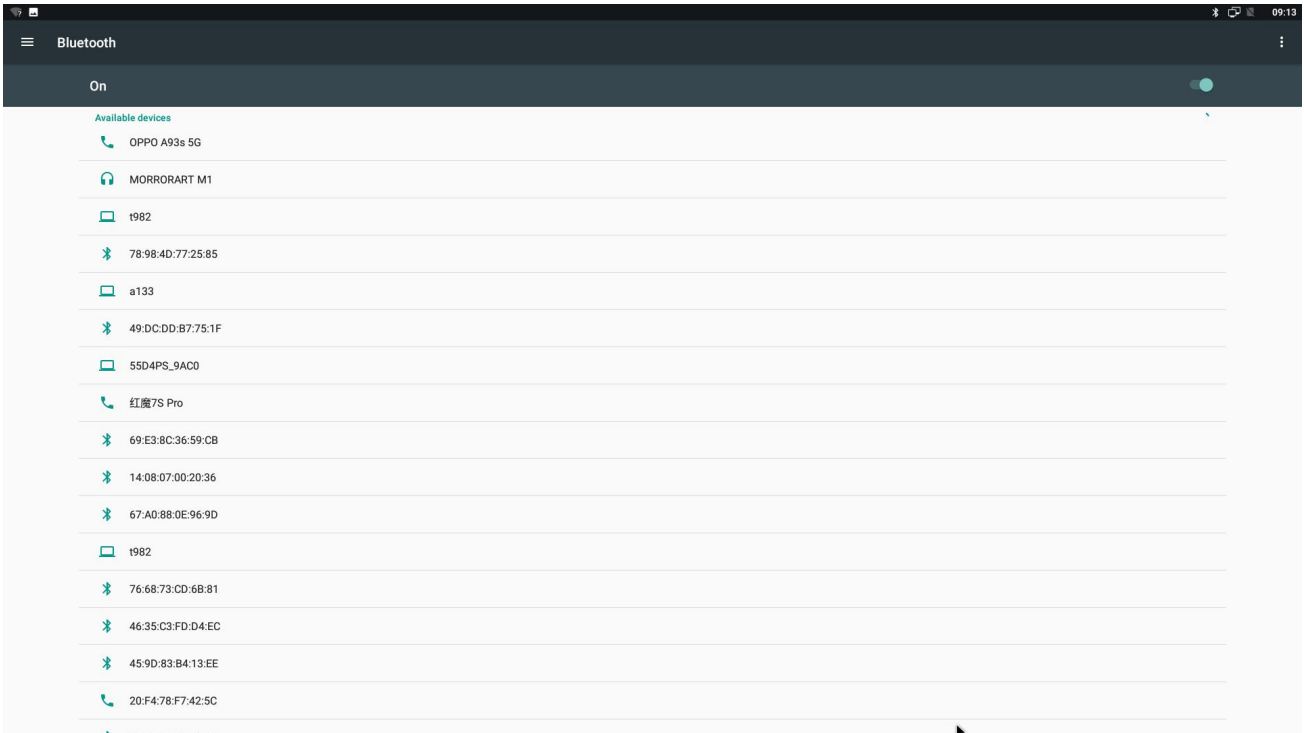 09:13
Bluetooth
On
Available devices
OPPO A93s 5G
MORRORART M1
t982
78:98:4D:77:25:85
a133
49:DC:DD:B7:75:1F
55D4PS_9AC0
红魔7S Pro
69:E3:8C:36:59:CB
14:08:07:00:20:36
67:A0:88:0E:96:9D
t982
76:68:73:CD:6B:81
46:35:C3:FD:D4:EC
45:9D:83:B4:13:EE
20:F4:78:F7:42:5C